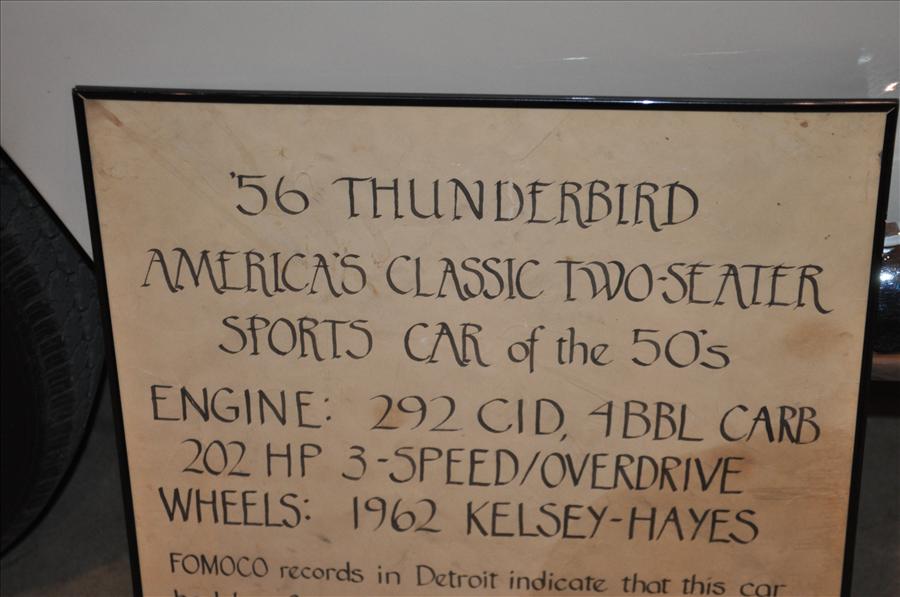 '56 THUNDERBIRD
AMERICA'S CLASSIC TWO-SEATER
SPORTS CAR of the 50's
ENGINE: 292 CID, 4BBL CARB
202 HP 3-SPEED/OVERDRIVE
WHEELS: 1962 KELSEY-HAYES
FOMOCO records in Detroit indicate that this car